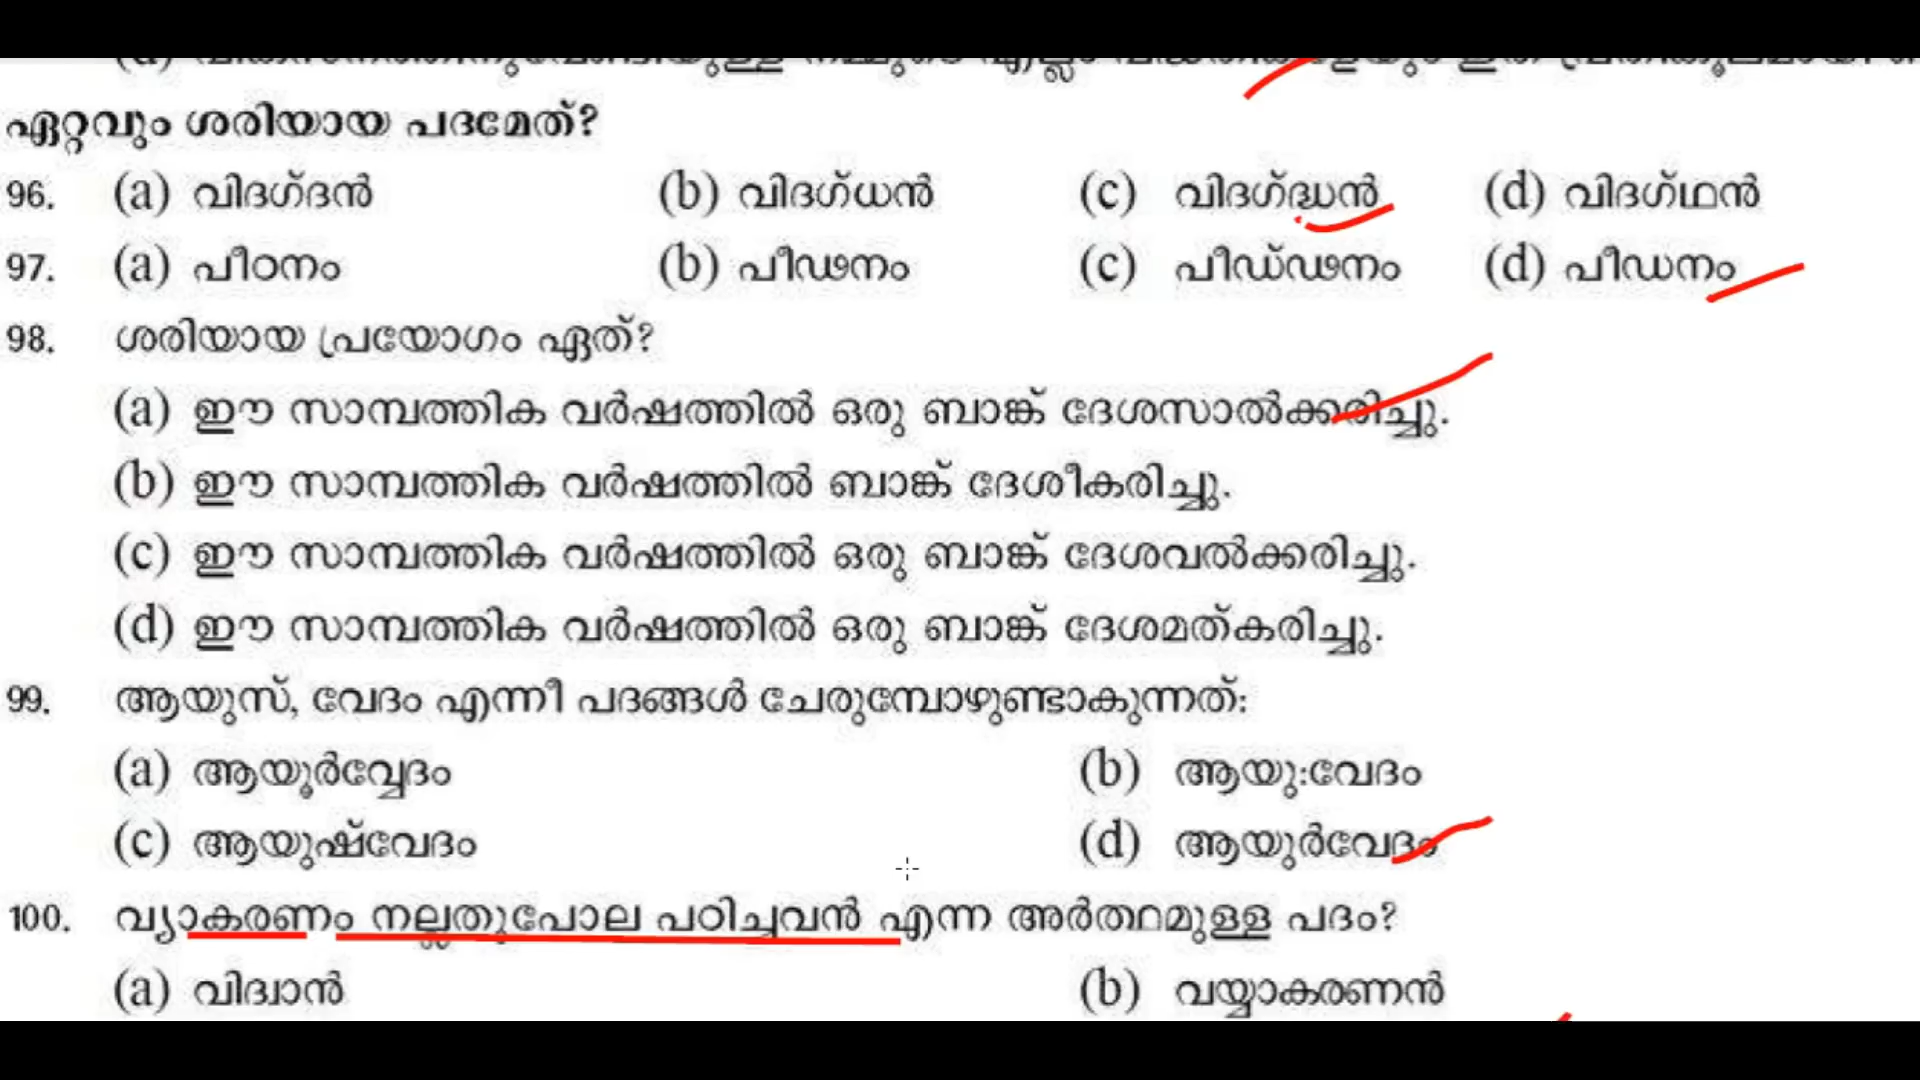 ഏറ്റവും ശരിയായ പദമേത്?
96. (a) വിദഗ്ദൻ (b) വിദഗ്ധൻ (c) വിദഗ്ദ്ധൻ (d) വിദഗ്ഥൻ
97. (a) പീഠനം (b) പീഢനം (c) പീഡ്ഢനം (d) പീഡനം
98. ശരിയായ പ്രയോഗം ഏത്?
(a) ഈ സാമ്പത്തിക വർഷത്തിൽ ഒരു ബാങ്ക് ദേശസാൽക്കരിച്ചു.
(b) ഈ സാമ്പത്തിക വർഷത്തിൽ ബാങ്ക് ദേശീകരിച്ചു.
(c) ഈ സാമ്പത്തിക വർഷത്തിൽ ഒരു ബാങ്ക് ദേശവൽക്കരിച്ചു.
(d) ഈ സാമ്പത്തിക വർഷത്തിൽ ഒരു ബാങ്ക് ദേശമത്കരിച്ചു.
99. ആയുസ്, വേദം എന്നീ പദങ്ങൾ ചേരുമ്പോഴുണ്ടാകുന്നത്:
(a) ആയൂർവ്വേദം (b) ആയു:വേദം
(c) ആയുഷ്‌വേദം (d) ആയുർവേദം
100. വ്യാകരണം നല്ലതുപോല പഠിച്ചവൻ എന്ന അർത്ഥമുള്ള പദം?
(a) വിദ്വാൻ (b) വയ്യാകരണൻ